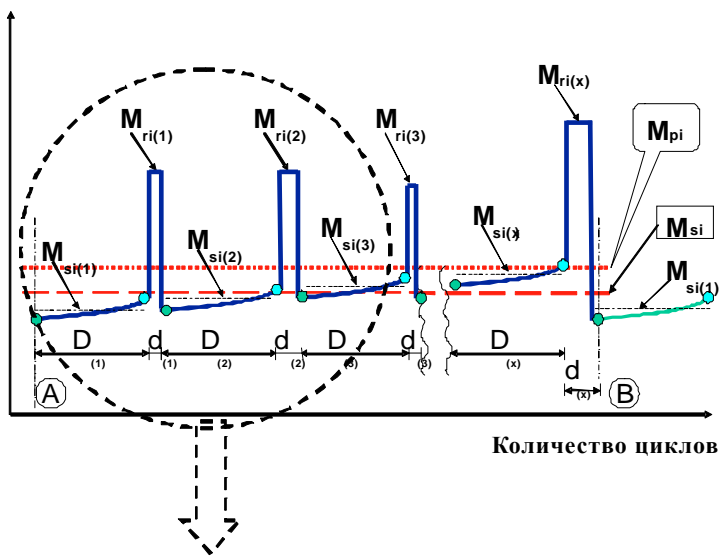 M ri(x)
M ri(1)
M ri(2)
M ri(3)
M pi
M si(1)
M si(2)
M si(3)
M si(x)
M si
M si(1)
D (1)
d (1)
D (2)
d (2)
D (3)
d (3)
D (x)
d (x)
A
B
Количество циклов